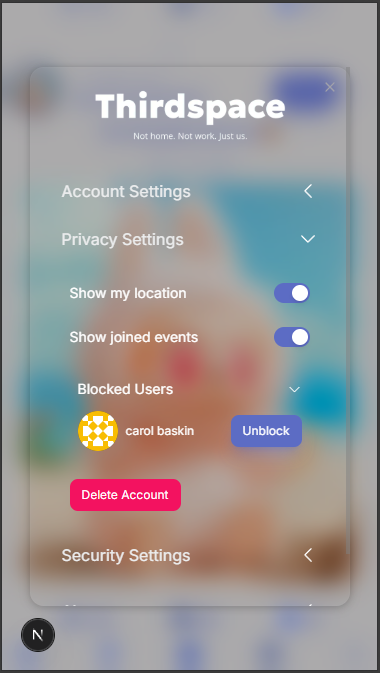 Thirdspace
Not home. Not work. Just us.
Account Settings
Privacy Settings
Show my location
Show joined events
Blocked Users
carol baskin
Unblock
Delete Account
Security Settings
N